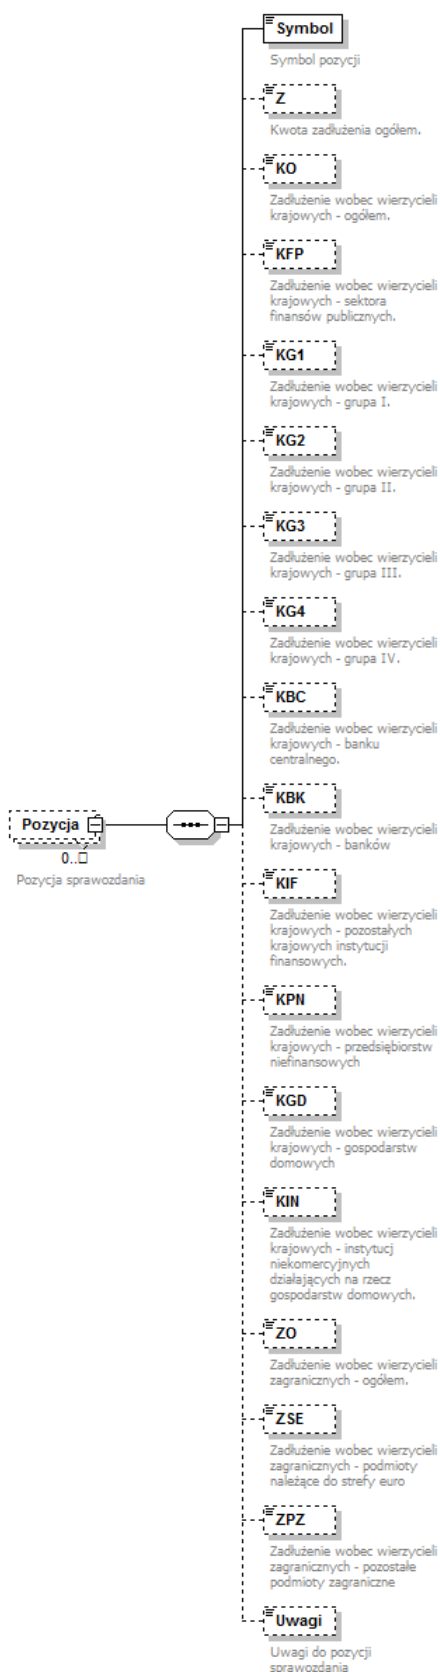 Symbol
Symbol pozycji
Z
Kwota zadłużenia ogółem.
KO
Zadłużenie wobec wierzycieli
krajowych - ogółem.
KFP
Zadłużenie wobec wierzycieli
krajowych - sektora
finansów publicznych.
KG1
Zadłużenie wobec wierzycieli
krajowych - grupa I.
KG2
Zadłużenie wobec wierzycieli
krajowych - grupa II.
KG3
Zadłużenie wobec wierzycieli
krajowych - grupa III.
KG4
Zadłużenie wobec wierzycieli
krajowych - grupa IV.
KBC
Zadłużenie wobec wierzycieli
krajowych - banku
centralnego.
Pozycja
0..
Pozycja sprawozdania
KBK
Zadłużenie wobec wierzycieli
krajowych - banków
KIF
Zadłużenie wobec wierzycieli
krajowych - pozostałych
krajowych instytucji
finansowych.
KPN
Zadłużenie wobec wierzycieli
krajowych - przedsiębiorstw
niefinansowych
KGD
Zadłużenie wobec wierzycieli
krajowych - gospodarstw
domowych
KIN
Zadłużenie wobec wierzycieli
krajowych - instytucj
niekomercyjnych
działających na rzecz
gospodarstw domowych.
ZO
Zadłużenie wobec wierzycieli
zagranicznych - ogółem.
ZSE
Zadłużenie wobec wierzycieli
zagranicznych - podmioty
należące do strefy euro
ZPZ
Zadłużenie wobec wierzycieli
zagranicznych - pozostałe
podmioty zagraniczne
Uwagi
Uwagi do pozycji
sprawozdania